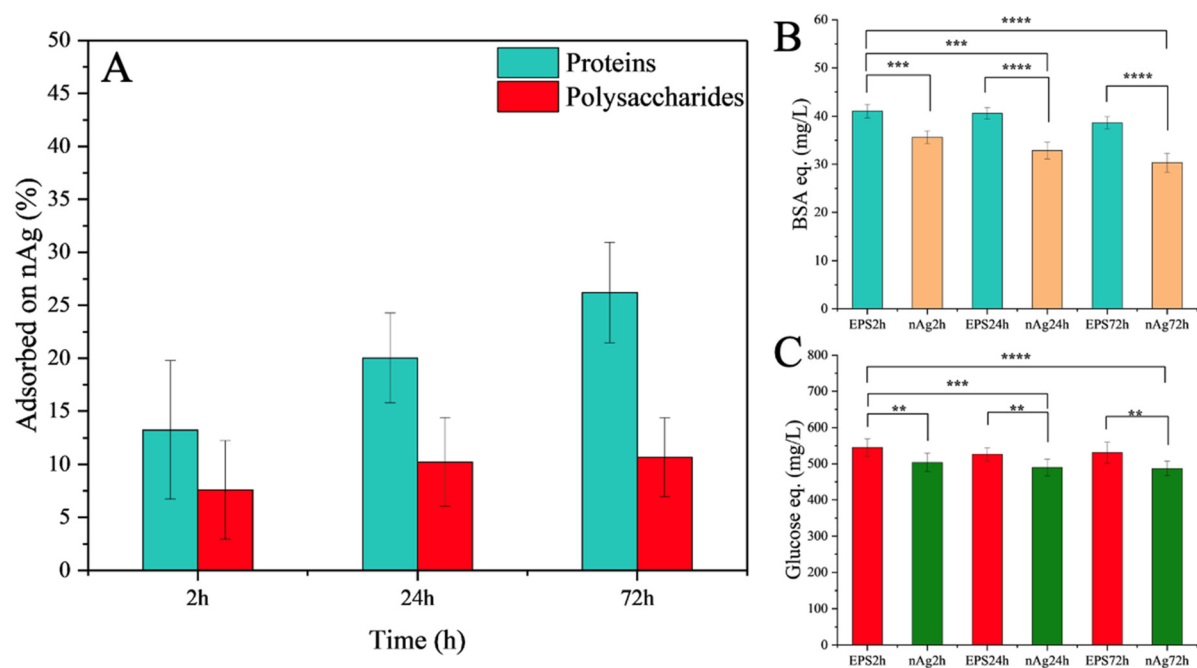 A
Proteins
Polysaccharides
Adsorbed on nAg (%)
50
45
40
35
30
25
20
15
10
5
0
2h 24h 72h
Time (h)
B
BSA eq. (mg/L)
60
50
40
30
20
10
0
****
***
*** **** ****
EPS2h nAg2h EPS24h nAg24h EPS72h nAg72h
C
Glucose eq. (mg/L)
800
700
600
500
400
300
200
100
0
****
***
** ** **
EPS2h nAg2h EPS24h nAg24h EPS72h nAg72h